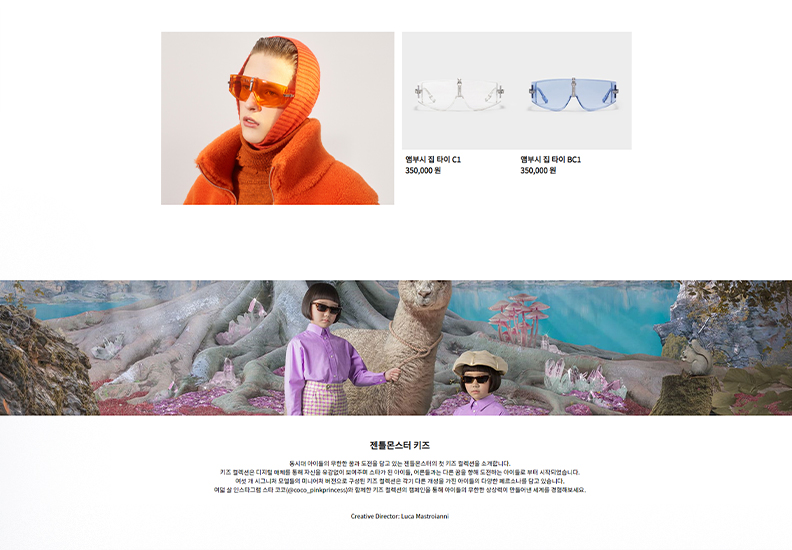 앰부시 집 타이 C1
350,000 원
앰부시 집 타이 BC1
350,000 원
젠틀몬스터 키즈
동시대 아이들의 무한한 꿈과 도전을 담고 있는 젠틀몬스터의 첫 키즈 컬렉션을 소개합니다.
키즈 컬렉션은 디지털 매체를 통해 자신을 유감없이 보여주며 스타가 된 아이들, 어른들과는 다른 꿈을 향해 도전하는 아이들로 부터 시작되었습니다.
여섯 개 시그니처 모델들의 미니어처 버전으로 구성된 키즈 컬렉션은 각기 다른 개성을 가진 아이들의 다양한 페르소나를 담고 있습니다.
여덟 살 인스타그램 스타 코코(@coco_pinkprincess)와 함께한 키즈 컬렉션의 캠페인을 통해 아이들의 무한한 상상력이 만들어낸 세계를 경험해보세요.
Creative Director: Luca Mastroianni